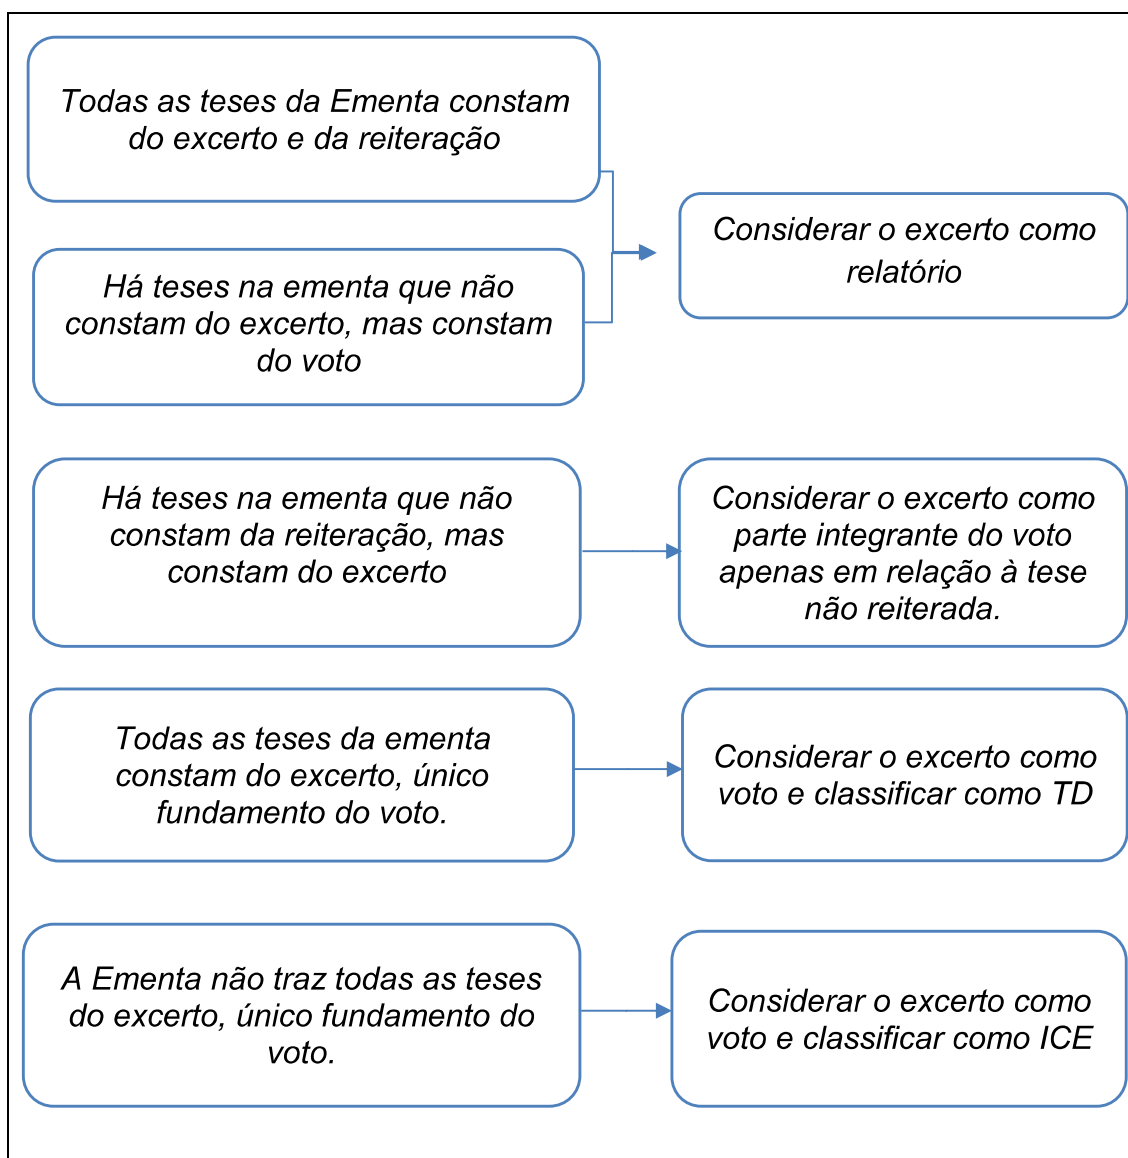 Todas as teses da Ementa constam
do excerto e da reiteração
Considerar o excerto como
relatório
Há teses na ementa que não
constam do excerto, mas constam
do voto
Há teses na ementa que não
constam da reiteração, mas
constam do excerto
Considerar o excerto como
parte integrante do voto
apenas em relação à tese
não reiterada.
Todas as teses da ementa
constam do excerto, único
fundamento do voto.
Considerar o excerto como
voto e classificar como TD
A Ementa não traz todas as teses
do excerto, único fundamento do
voto.
Considerar o excerto como
voto e classificar como ICE